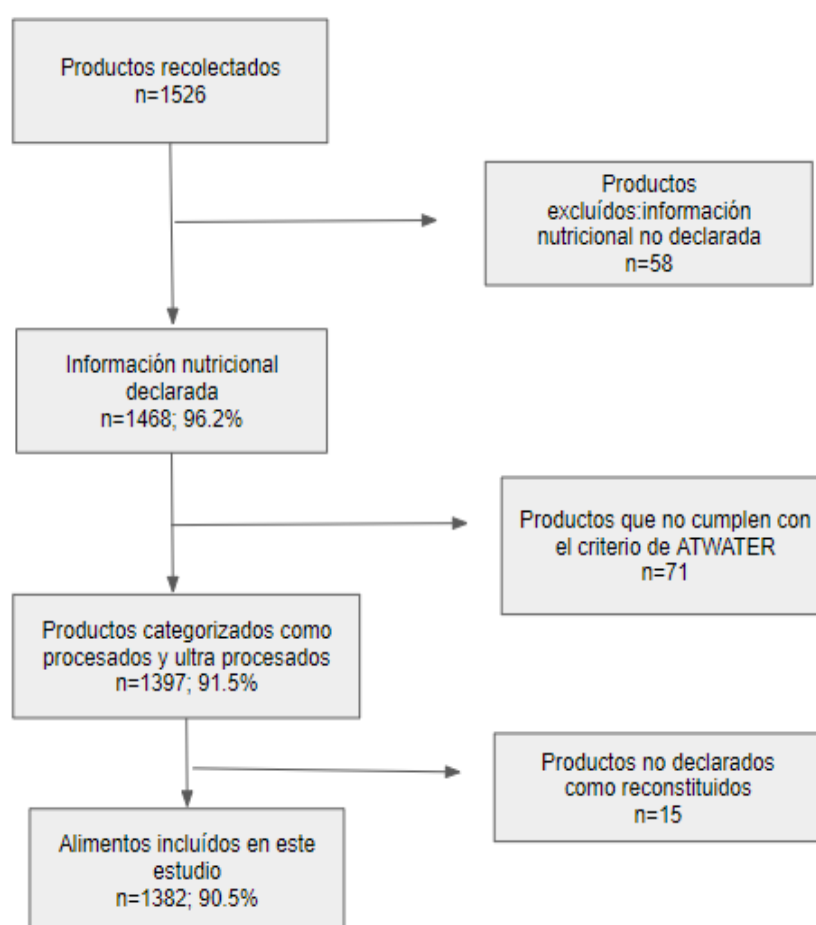 Productos recolectados
n=1526
Productos
excluídos:información
nutricional no declarada
n=58
Información nutricional
declarada
n=1468; 96.2%
Productos que no cumplen con
el criterio de ATWATER
n=71
Productos categorizados como
procesados y ultra procesados
n=1397; 91.5%
Productos no declarados
como reconstituidos
n=15
Alimentos incluídos en este
estudio
n=1382; 90.5%